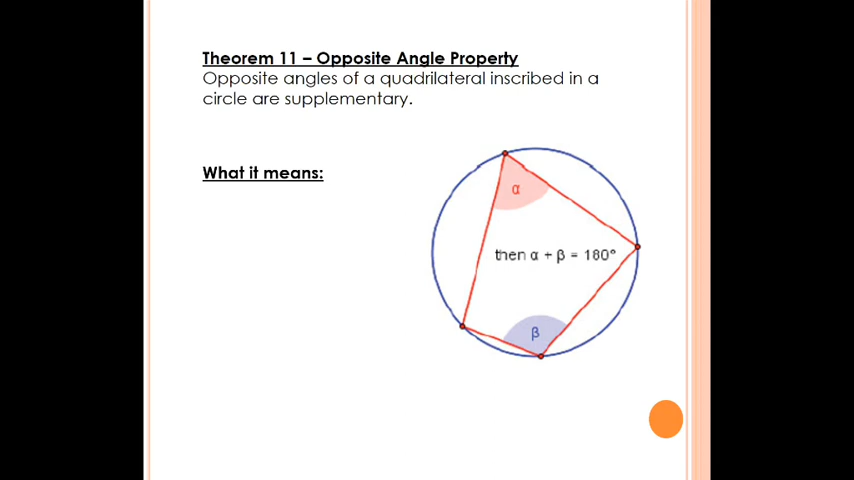 Theorem 11 – Opposite Angle Property
Opposite angles of a quadrilateral inscribed in a
circle are supplementary.
What it means:
α
then α + β = 180°
β